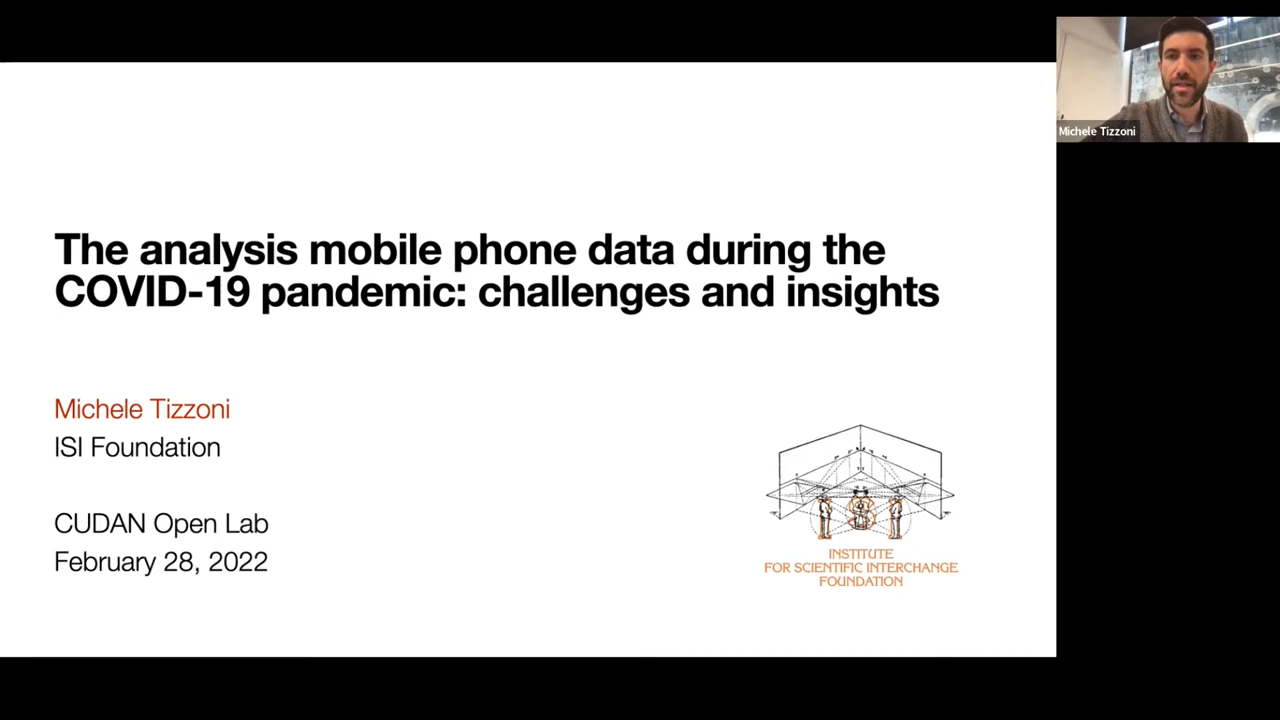 The analysis mobile phone data during the
COVID-19 pandemic: challenges and insights
Michele Tizzoni
ISI Foundation
CUDAN Open Lab
February 28, 2022
INSTITUTE
FOR SCIENTIFIC INTERCHANGE
FOUNDATION
Michele Tizzoni